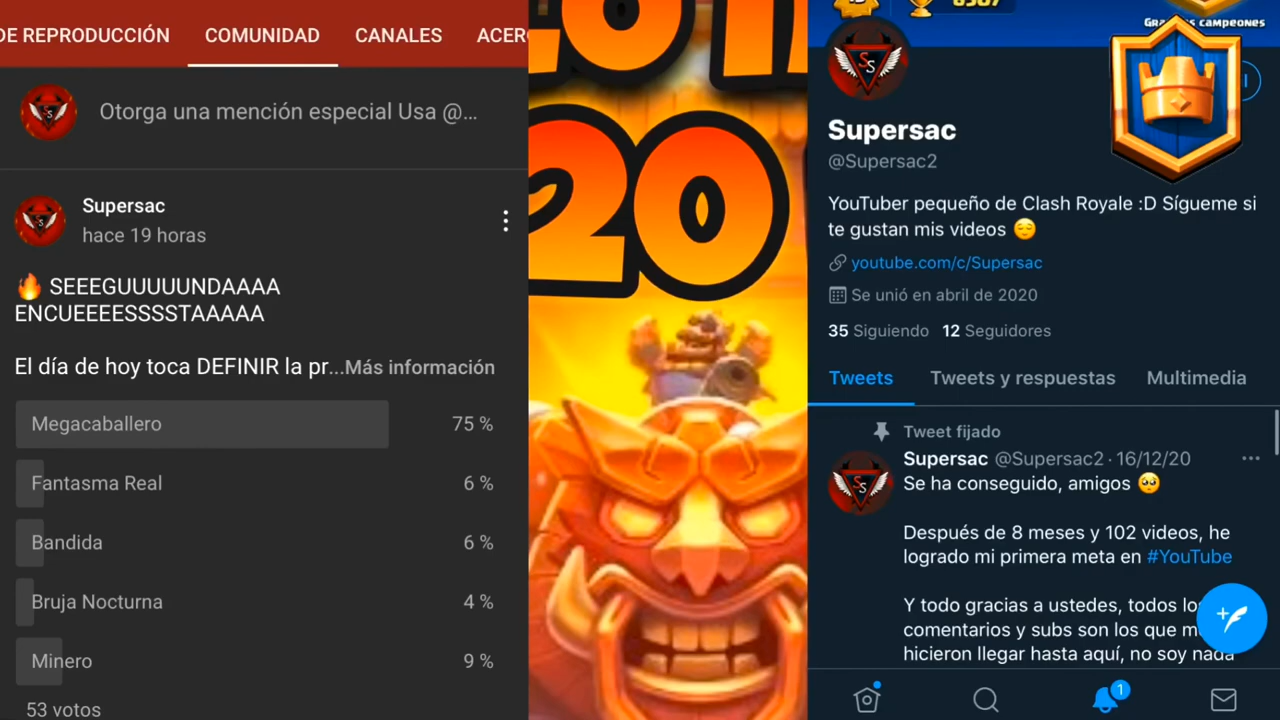 DE REPRODUCCIÓN COMUNIDAD CANALES
Otorga una mención especial Usa @...
Supersac
hace 19 horas
🔥 SEEEGUUUUUNDAAAA
ENCUEEEESSSSTAAAAA
El día de hoy toca DEFINIR la pr...Más información
Megacaballero 75 %
Fantasma Real 6 %
Bandida 6 %
Bruja Nocturna 4 %
Minero 9 %
53 votos
20
SS
Supersac
@Supersac2
YouTuber pequeño de Clash Royale :D Sígueme si
te gustan mis videos 😌
youtube.com/c/Supersac
Se unió en abril de 2020
35 Siguiendo 12 Seguidores
Tweets Tweets y respuestas Multimedia
Tweet fijado
Supersac @Supersac2 · 16/12/20
Se ha conseguido, amigos 🥺
Después de 8 meses y 102 videos, he
logrado mi primera meta en #YouTube
Y todo gracias a ustedes, todos
comentarios y subs son los que
hicieron llegar hasta aquí, no soy nada
1